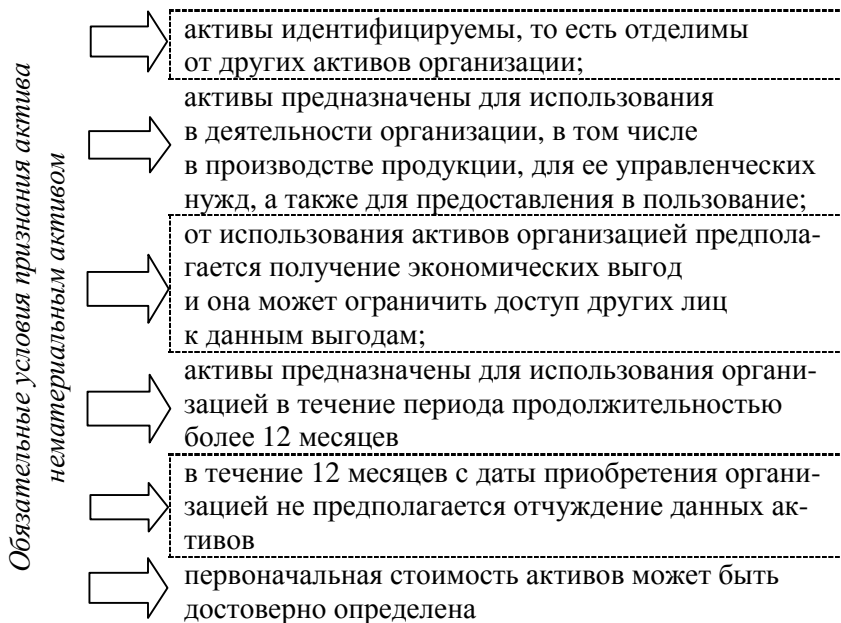 Обязательные условия признания актива
нематериальным активом
активы идентифицируемы, то есть отделимы
от других активов организации;
активы предназначены для использования
в деятельности организации, в том числе
в производстве продукции, для ее управленческих
нужд, а также для предоставления в пользование;
от использования активов организацией предпола-
гается получение экономических выгод
и она может ограничить доступ других лиц
к данным выгодам;
активы предназначены для использования органи-
зацией в течение периода продолжительностью
более 12 месяцев
в течение 12 месяцев с даты приобретения органи-
зацией не предполагается отчуждение данных ак-
тивов
первоначальная стоимость активов может быть
достоверно определена